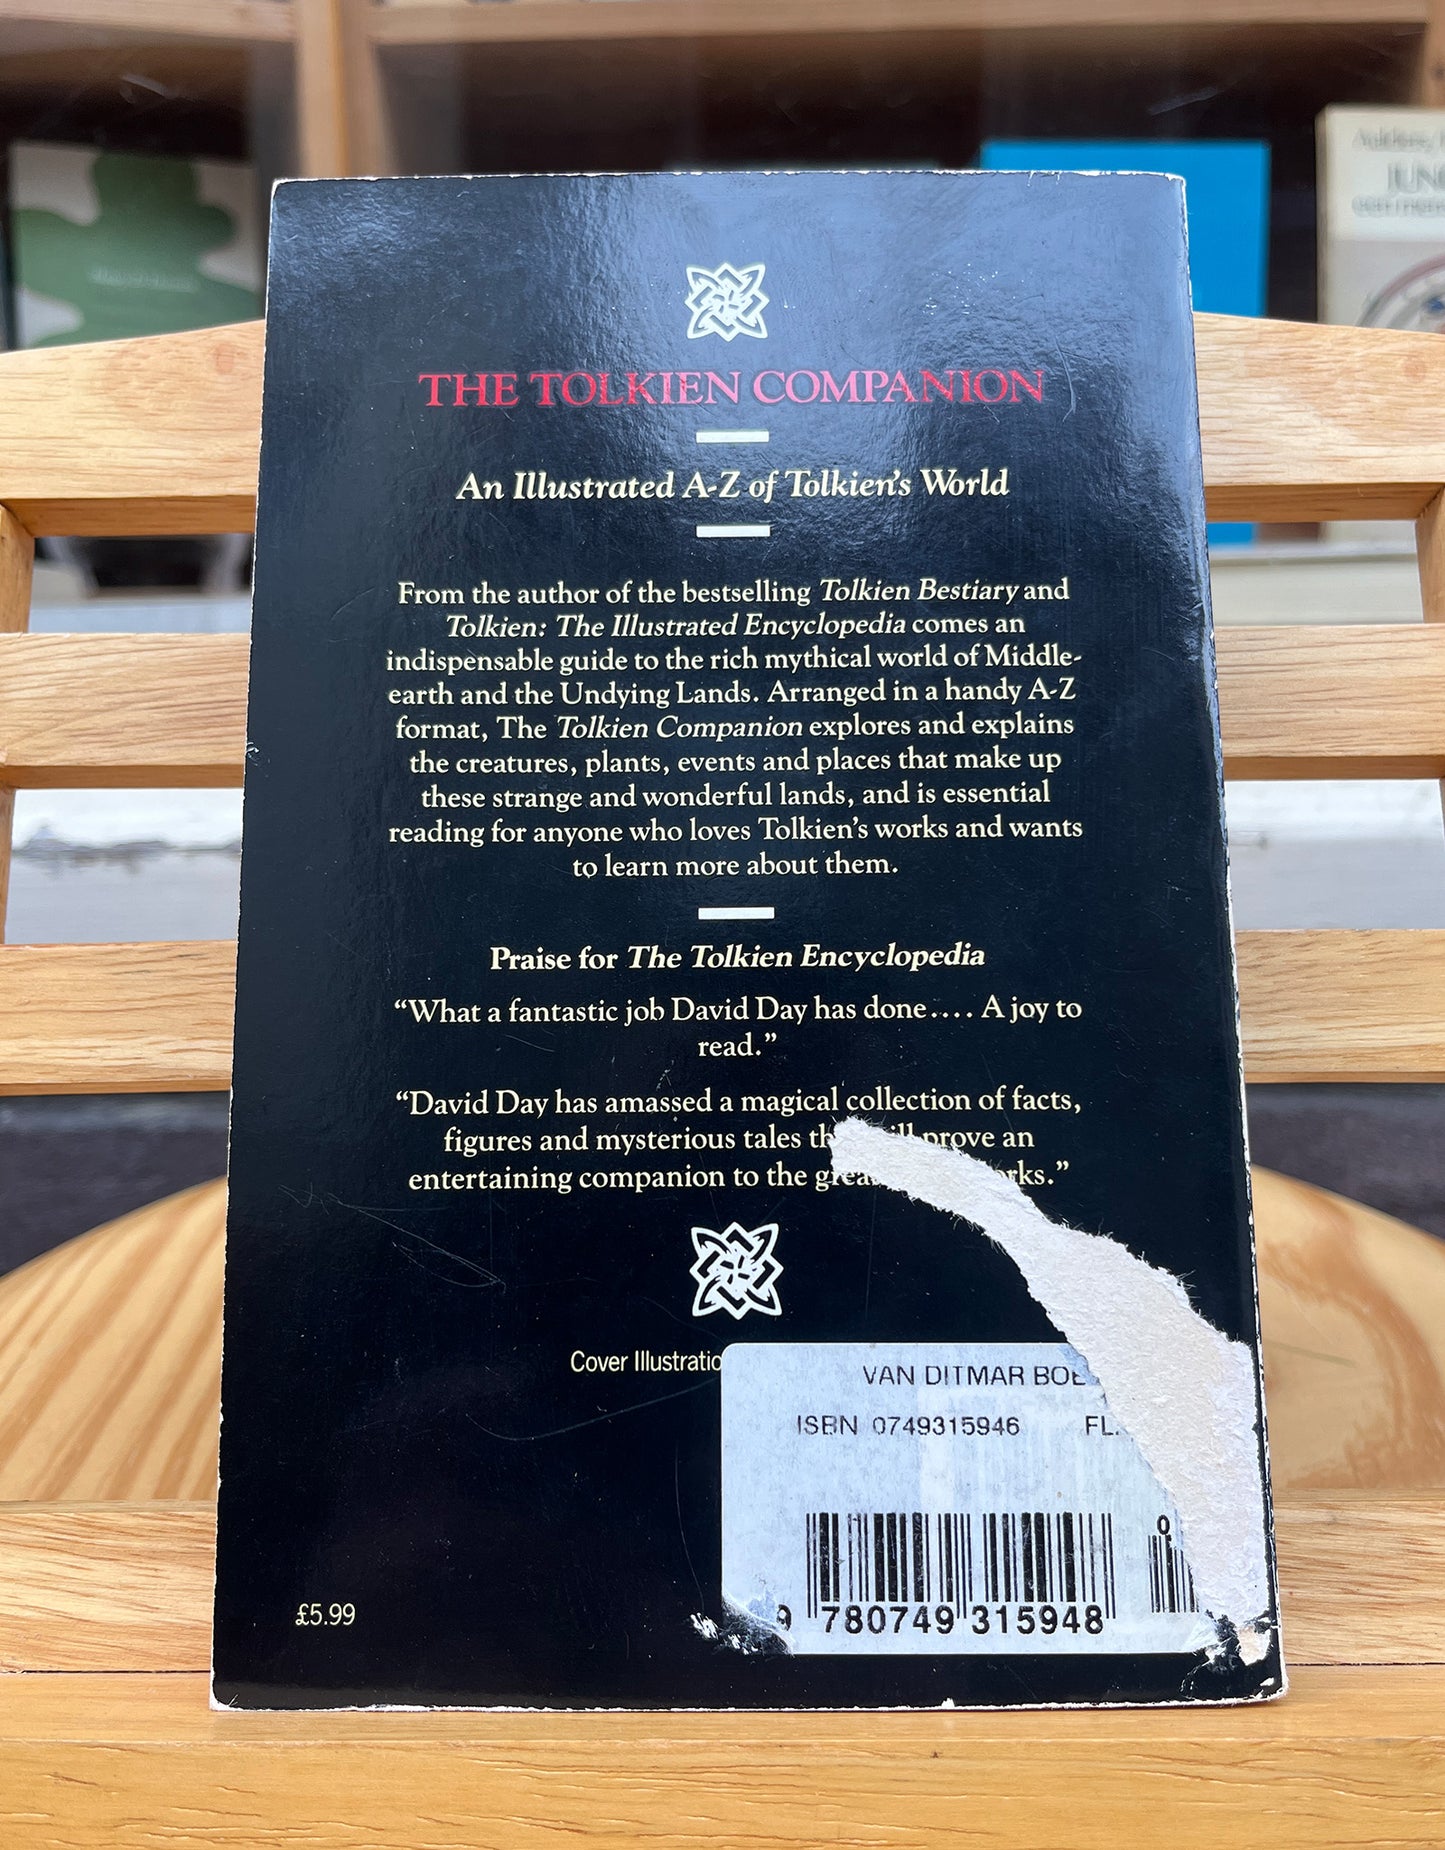 THE TOLKIEN COMPANION
An Illustrated A-Z of Tolkien's World
From the author of the bestselling Tolkien Bestiary and
Tolkien: The Illustrated Encyclopedia comes an
indispensable guide to the rich mythical world of Middle-
earth and the Undying Lands. Arranged in a handy A-Z
format, The Tolkien Companion explores and explains
the creatures, plants, events and places that make up
these strange and wonderful lands, and is essential
reading for anyone who loves Tolkien's works and wants
to learn more about them.
Praise for The Tolkien Encyclopedia
“What a fantastic job David Day has done.... A joy to
read.”
“David Day has amassed a magical collection of facts,
figures and mysterious tales prove an
entertaining companion to the
Cover
VAN DITMAR
ISBN 0749315946 FL.
9 780749 315948
0
£5.99